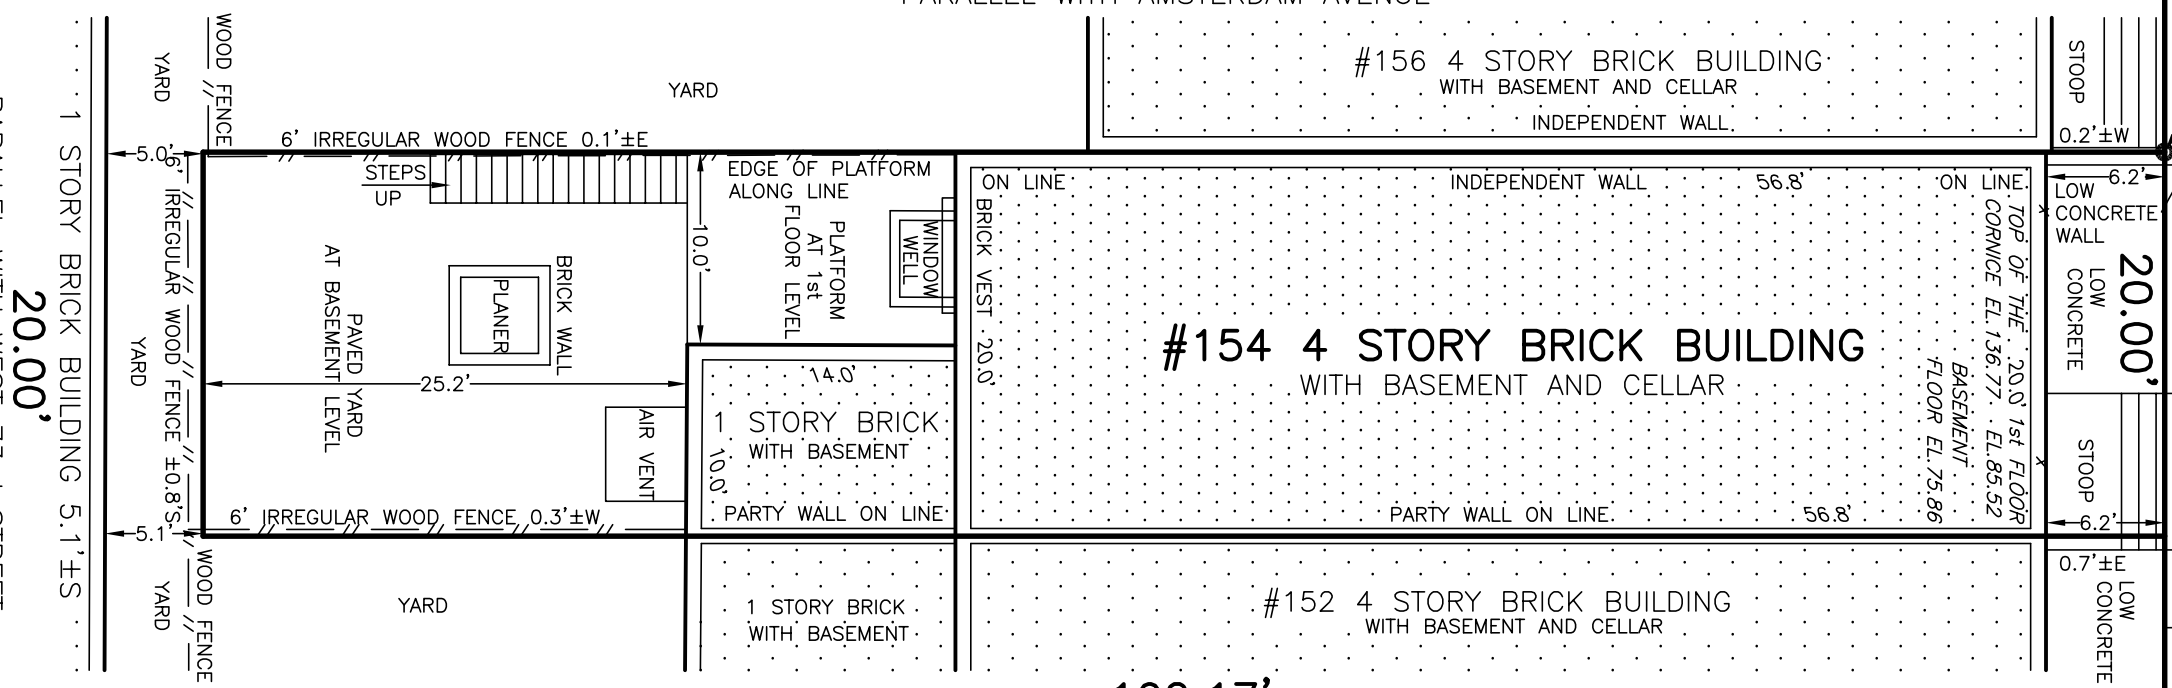 PARALLEL WITH AMSTERDAM AVENUE
WOOD FENCE
YARD
YARD
#156 4 STORY BRICK BUILDING
WITH BASEMENT AND CELLAR
INDEPENDENT WALL
STOOP
0.2'±W
6' IRREGULAR WOOD FENCE 0.1'±E
5.0'
STEPS
UP
EDGE OF PLATFORM
ALONG LINE
PLATFORM
AT 1st
FLOOR LEVEL
10.0'
WINDOW
WELL
ON LINE
INDEPENDENT WALL
56.8'
ON LINE
BRICK VEST 20.0'
6.2'
LOW
CONCRETE
WALL
LOW
CONCRETE
20.00'
TOP OF THE 20.0' 1st FLOOR
CORNICE EL.136.77 EL.85.52
BASEMENT
FLOOR EL.75.86
#154 4 STORY BRICK BUILDING
WITH BASEMENT AND CELLAR
1 STORY BRICK BUILDING 5.1'±S
20.00'
YARD
6' IRREGULAR WOOD FENCE ±0.8'S
PAVED YARD
AT BASEMENT LEVEL
BRICK WALL
PLANER
25.2'
AIR VENT
14.0'
1 STORY BRICK
WITH BASEMENT
10.0'
PARTY WALL ON LINE
PARTY WALL ON LINE
56.8'
STOOP
6.2'
6' IRREGULAR WOOD FENCE 0.3'±W
5.1'
WOOD FENCE
YARD
YARD
1 STORY BRICK
WITH BASEMENT
#152 4 STORY BRICK BUILDING
WITH BASEMENT AND CELLAR
0.7'±E
LOW
CONCRETE